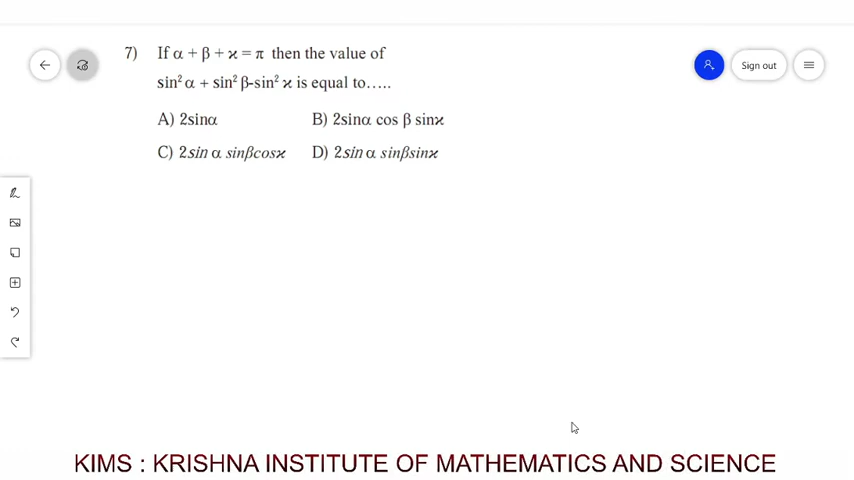 7) If α + β + ϰ = π then the value of
sin² α + sin² β-sin² ϰ is equal to.....
A) 2sinα B) 2sinα cos β sinϰ
C) 2sin α sinβcosϰ D) 2sin α sinβsinϰ
Sign out
KIMS : KRISHNA INSTITUTE OF MATHEMATICS AND SCIENCE